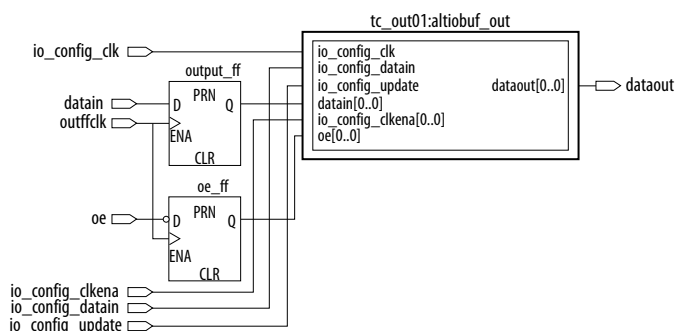 tc_out01:altiobuf_out
io_config_clk
io_config_clk
io_config_datain
io_config_update
datain[0..0]
io_config_clkena[0..0]
oe[0..0]
dataout[0..0]
dataout
output_ff
datain
outffclk
D
PRN
Q
ENA
CLR
oe_ff
oe
D
PRN
Q
ENA
CLR
io_config_clkena
io_config_datain
io_config_update